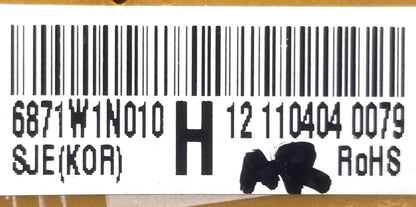 6871W1N010 H 12 110404 0079
SJE(KOR) RoHS